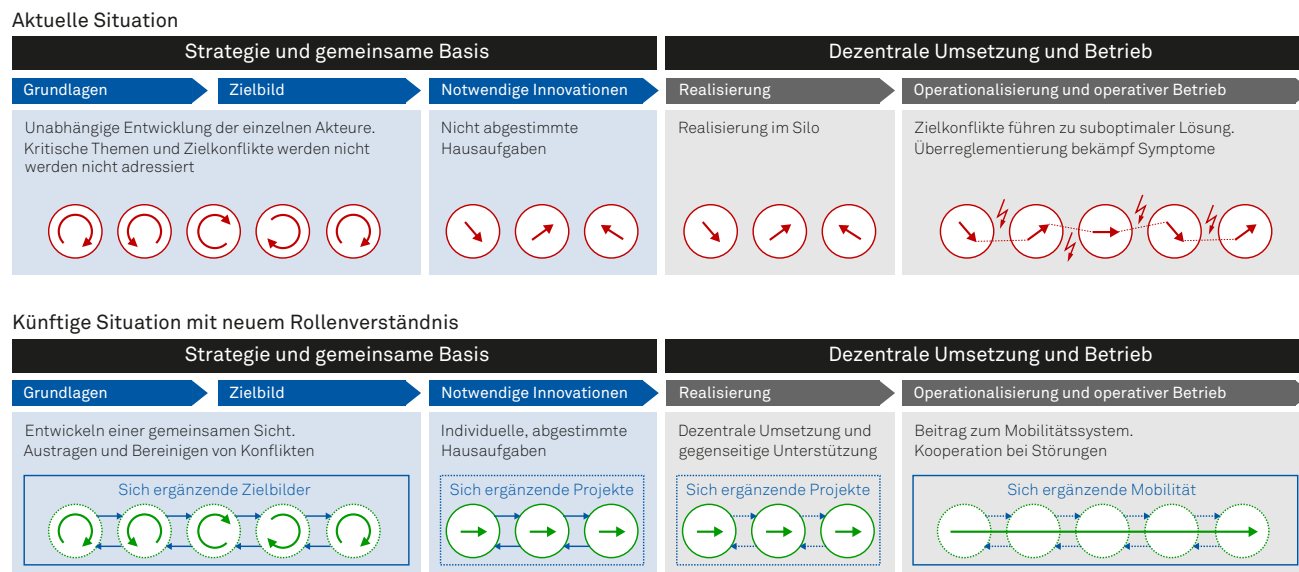 Aktuelle Situation
Strategie und gemeinsame Basis
Dezentrale Umsetzung und Betrieb
Grundlagen
Zielbild
Notwendige Innovationen
Realisierung
Operationalisierung und operativer Betrieb
Unabhängige Entwicklung der einzelnen Akteure.
Kritische Themen und Zielkonflikte werden nicht
werden nicht adressiert
Nicht abgestimmte
Hausaufgaben
Realisierung im Silo
Zielkonflikte führen zu suboptimaler Lösung.
Überreglementierung bekämpf Symptome
Künftige Situation mit neuem Rollenverständnis
Strategie und gemeinsame Basis
Dezentrale Umsetzung und Betrieb
Grundlagen
Zielbild
Notwendige Innovationen
Realisierung
Operationalisierung und operativer Betrieb
Entwickeln einer gemeinsamen Sicht.
Austragen und Bereinigen von Konflikten
Individuelle, abgestimmte
Hausaufgaben
Dezentrale Umsetzung und
gegenseitige Unterstützung
Beitrag zum Mobilitätssystem.
Kooperation bei Störungen
Sich ergänzende Zielbilder
Sich ergänzende Projekte
Sich ergänzende Projekte
Sich ergänzende Mobilität